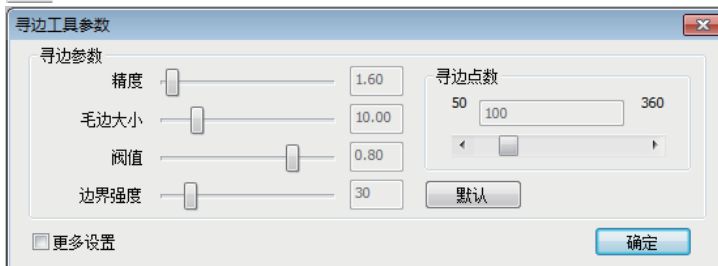 寻边工具参数
寻边参数
精度 1.60
毛边大小 10.00
阀值 0.80
边界强度 30
寻边点数
50 100 360
默认
更多设置
确定